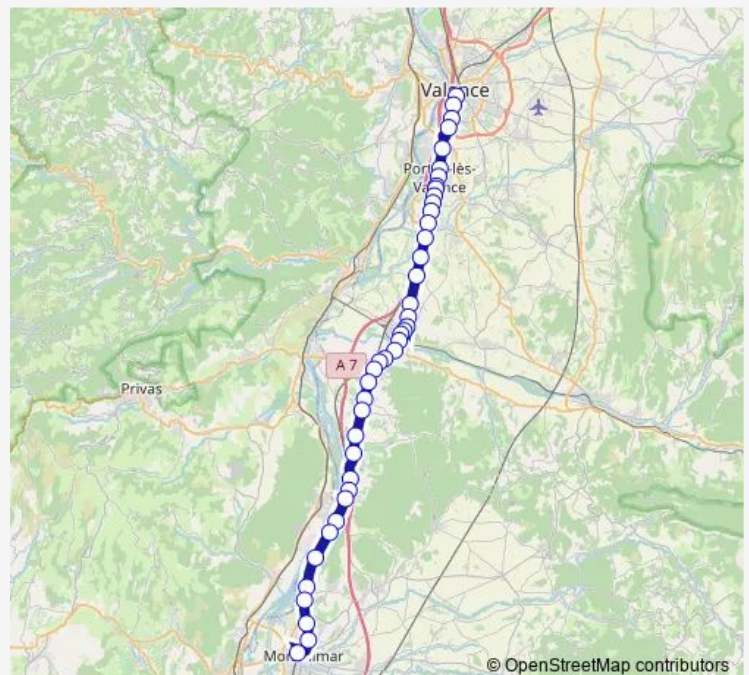 Valence
Portes-lès-
Valence
A 7
Privas
Montélimar
© OpenStreetMap contributors